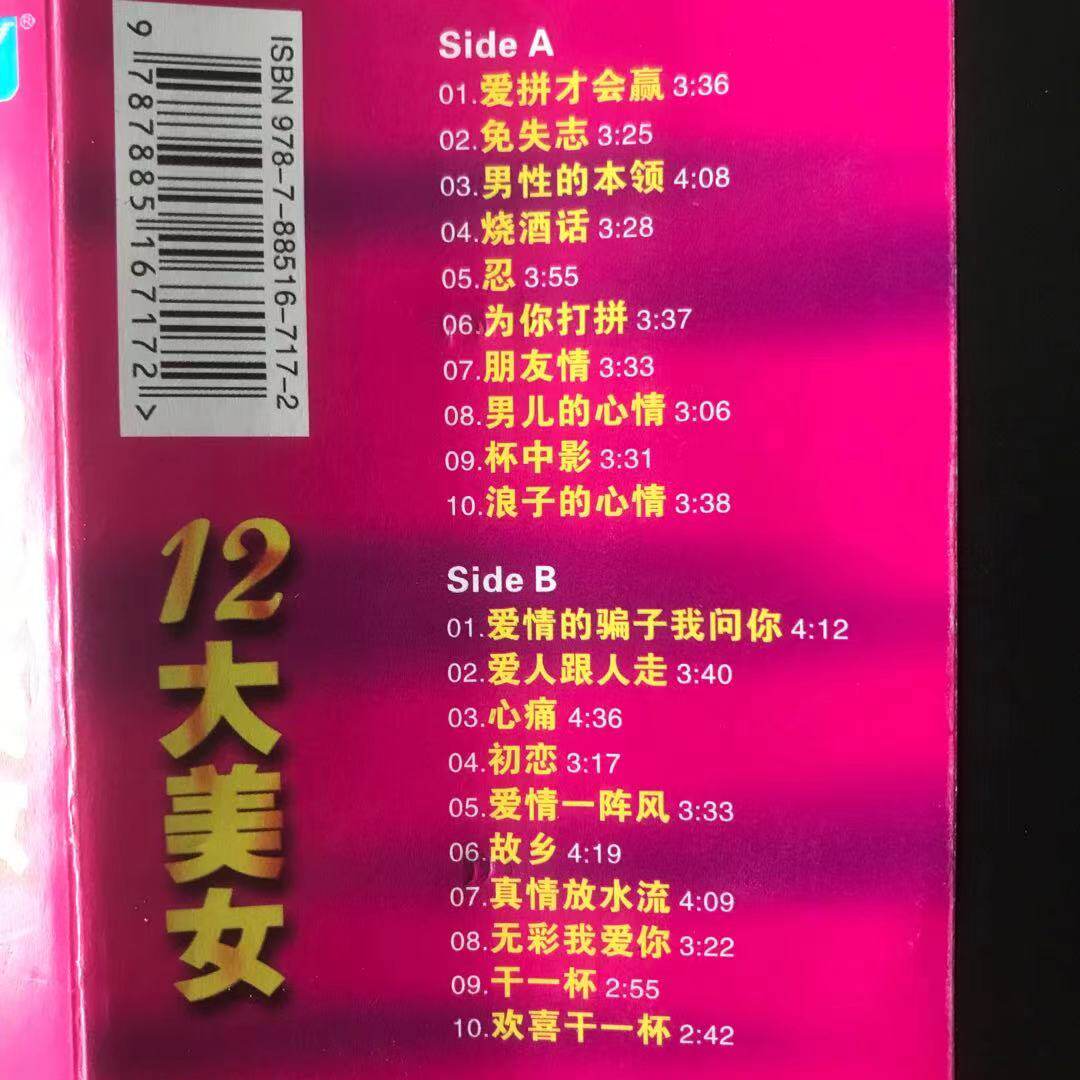 ®
ISBN 978-7-88516-717-2
9 787885 167172 >
12大美女
Side A
01.爱拼才会赢 3:36
02.免失志 3:25
03.男性的本领 4:08
04.烧酒话 3:28
05.忍 3:55
06.为你打拼 3:37
07.朋友情 3:33
08.男儿的心情 3:06
09.杯中影 3:31
10.浪子的心情 3:38
Side B
01.爱情的骗子我问你 4:12
02.爱人跟人走 3:40
03.心痛 4:36
04.初恋 3:17
05.爱情一阵风 3:33
06.故乡 4:19
07.真情放水流 4:09
08.无彩我爱你 3:22
09.干一杯 2:55
10.欢喜干一杯 2:42